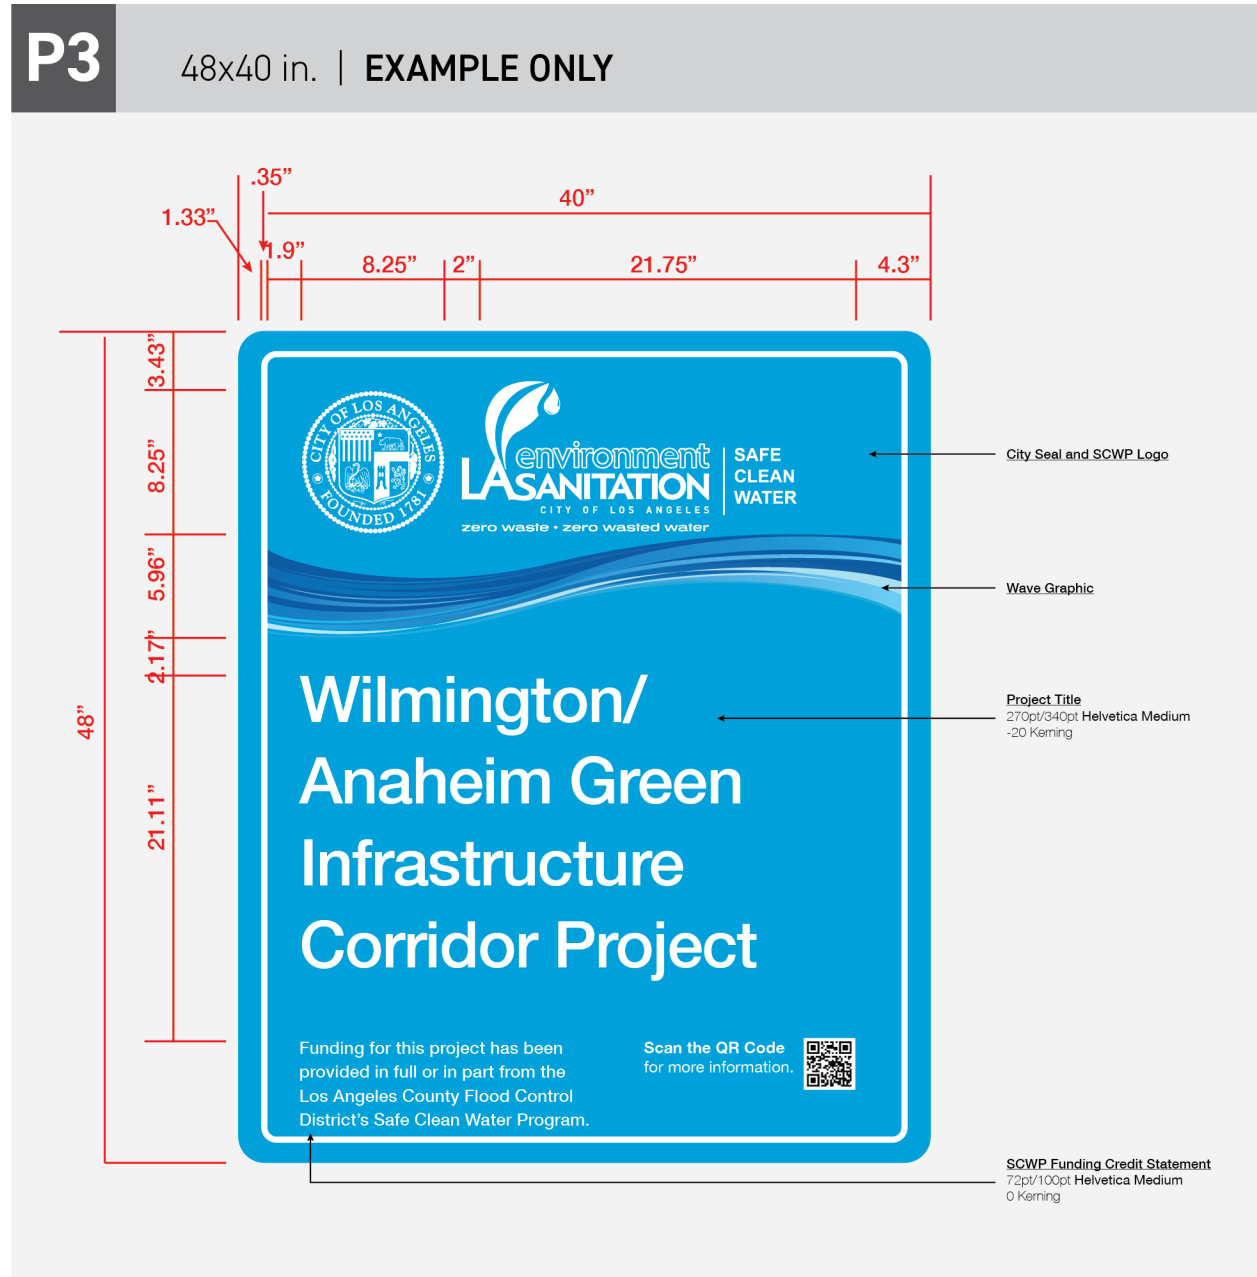 P3
48x40 in. | EXAMPLE ONLY
.35”
40”
1.33”
1.9”
8.25”
2”
21.75”
4.3”
3.43”
8.25”
5.96”
2.17”
48”
21.11”
CITY OF LOS ANGELES
FOUNDED 1781
environment
LASANITATION
CITY OF LOS ANGELES
zero waste • zero wasted water
SAFE
CLEAN
WATER
City Seal and SCWP Logo
Wave Graphic
Wilmington/
Anaheim Green
Infrastructure
Corridor Project
Project Title
270pt/340pt Helvetica Medium
-20 Kerning
Funding for this project has been
provided in full or in part from the
Los Angeles County Flood Control
District’s Safe Clean Water Program.
Scan the QR Code
for more information.
SCWP Funding Credit Statement
72pt/100pt Helvetica Medium
0 Kerning